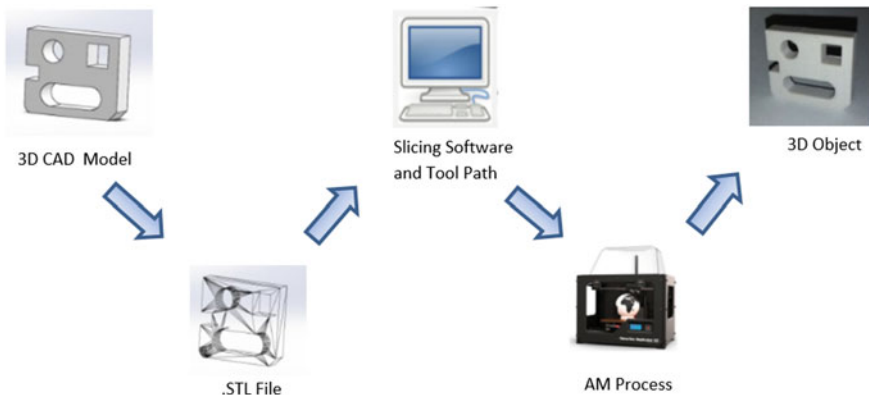 3D CAD Model
.STL File
Slicing Software
and Tool Path
AM Process
3D Object